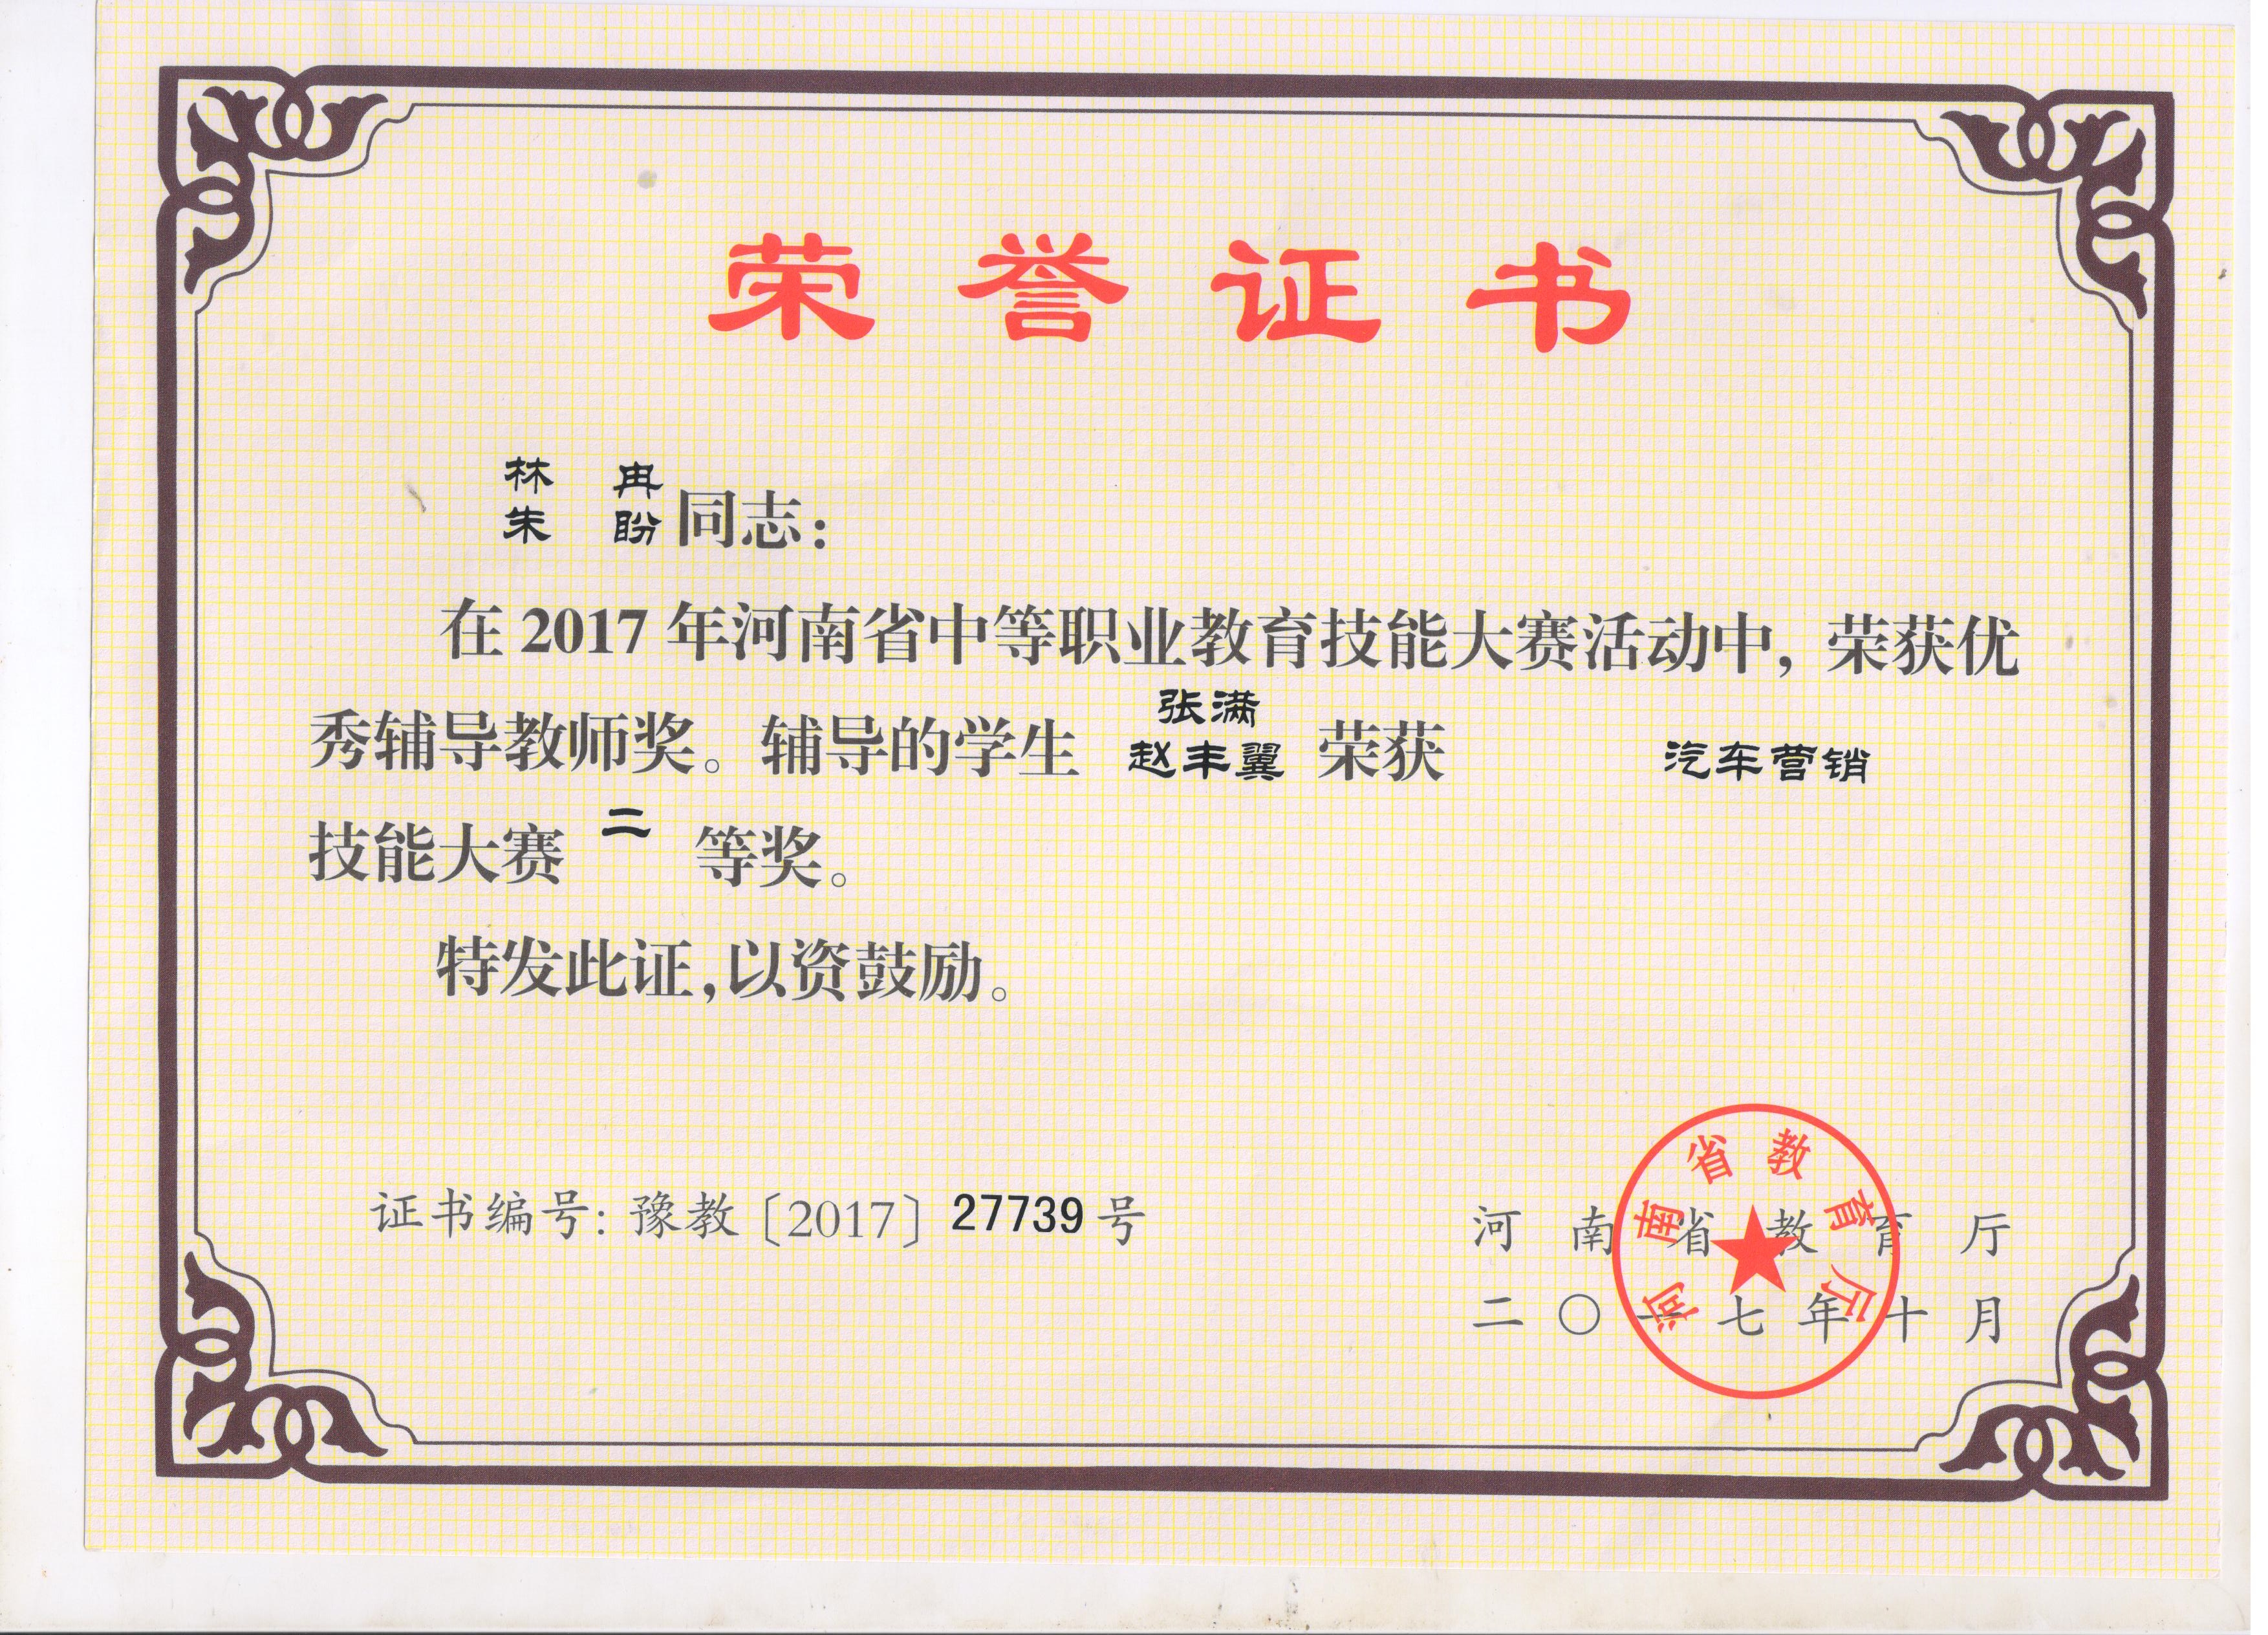 荣誉证书
林 冉
朱 盼 同志：
在2017年河南省中等职业教育技能大赛活动中，荣获优
张满
秀辅导教师奖。辅导的学生 赵丰翼 荣获 汽车营销
技能大赛 二 等奖。
特发此证，以资鼓励。
证书编号：豫教〔2017〕27739号
河南省教育厅
二〇一七年十月
河南省教育厅